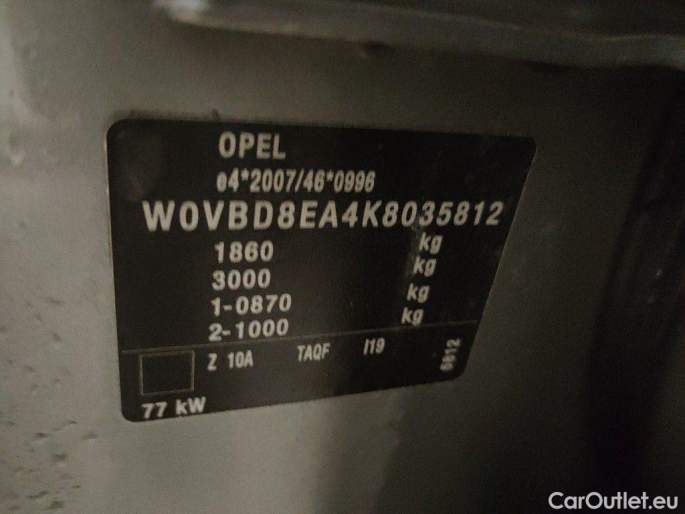 OPEL
e4*2007/46*0996
W0VBD8EA4K8035812
1860 kg
3000 kg
1-0870 kg
2-1000 kg
Z 10A TAQF I19 5812
77 kW
CarOutlet.eu